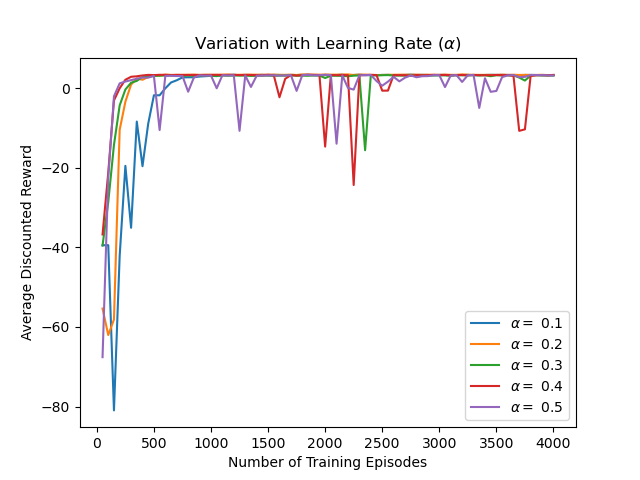 Variation with Learning Rate (α)
0
−20
−40
−60
−80
Average Discounted Reward
0 500 1000 1500 2000 2500 3000 3500 4000
Number of Training Episodes
α = 0.1
α = 0.2
α = 0.3
α = 0.4
α = 0.5